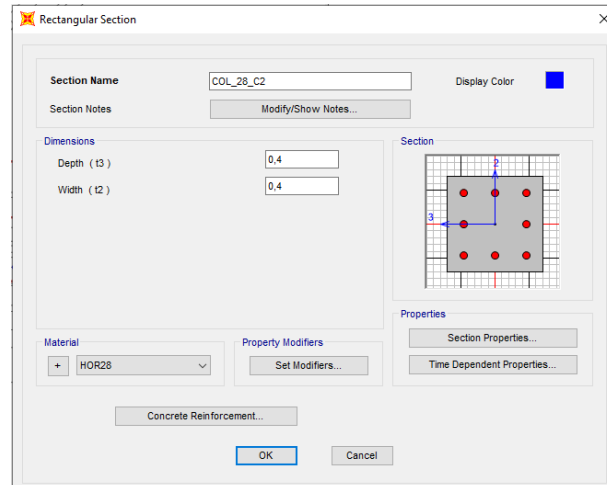 Rectangular Section
Section Name
COL_28_C2
Display Color
Section Notes
Modify/Show Notes...
Dimensions
Depth ( t3 )
0,4
Width ( t2 )
0,4
Section
2
3
Properties
Section Properties...
Time Dependent Properties...
Material
+ HOR28
Property Modifiers
Set Modifiers...
Concrete Reinforcement...
OK
Cancel